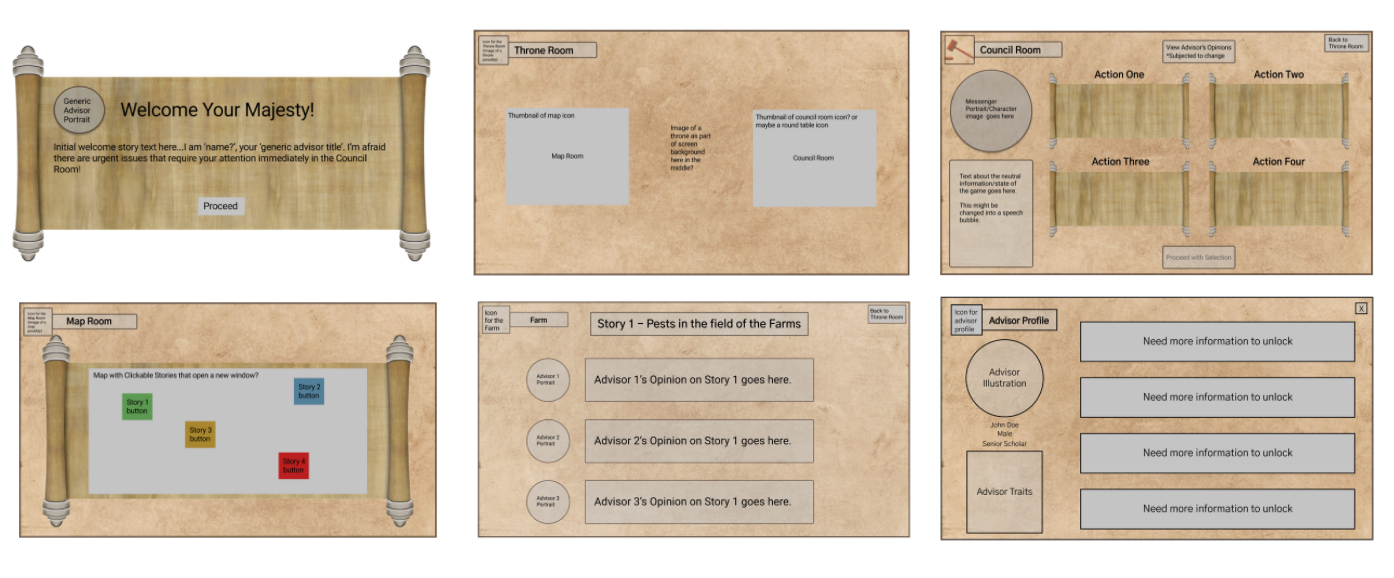 Generic
Advisor
Portrait
Welcome Your Majesty!
Initial welcome story text here...I am 'name?', your 'generic advisor title'. I'm afraid
there are urgent issues that require your attention immediately in the Council
Room!
Proceed
Icon for the
Throne Room
(image of a
throne
possibly)
Throne Room
Thumbnail of map icon
Map Room
Image of a
throne as part
of screen
background
here in the
middle?
Thumbnail of council room icon? or
maybe a round table icon
Council Room
Council Room
View Advisor's Opinions
*Subjected to change
Back to
Throne Room
Messenger
Portrait/Character
image goes here
Text about the neutral
information/state of
the game goes here.
This might be
changed into a speech
bubble.
Action One
Action Two
Action Three
Action Four
Proceed with Selection
Icon for the
Map Room
(image of a
map
possibly)
Map Room
Map with Clickable Stories that open a new window?
Story 1
button
Story 2
button
Story 3
button
Story 4
button
Icon
for the
Farm
Farm
Story 1 – Pests in the field of the Farms
Back to
Throne Room
Advisor 1
Portrait
Advisor 1's Opinion on Story 1 goes here.
Advisor 2
Portrait
Advisor 2's Opinion on Story 1 goes here.
Advisor 3
Portrait
Advisor 3's Opinion on Story 1 goes here.
Icon for
advisor
profile
Advisor Profile
X
Advisor
Illustration
John Doe
Male
Senior Scholar
Advisor Traits
Need more information to unlock
Need more information to unlock
Need more information to unlock
Need more information to unlock